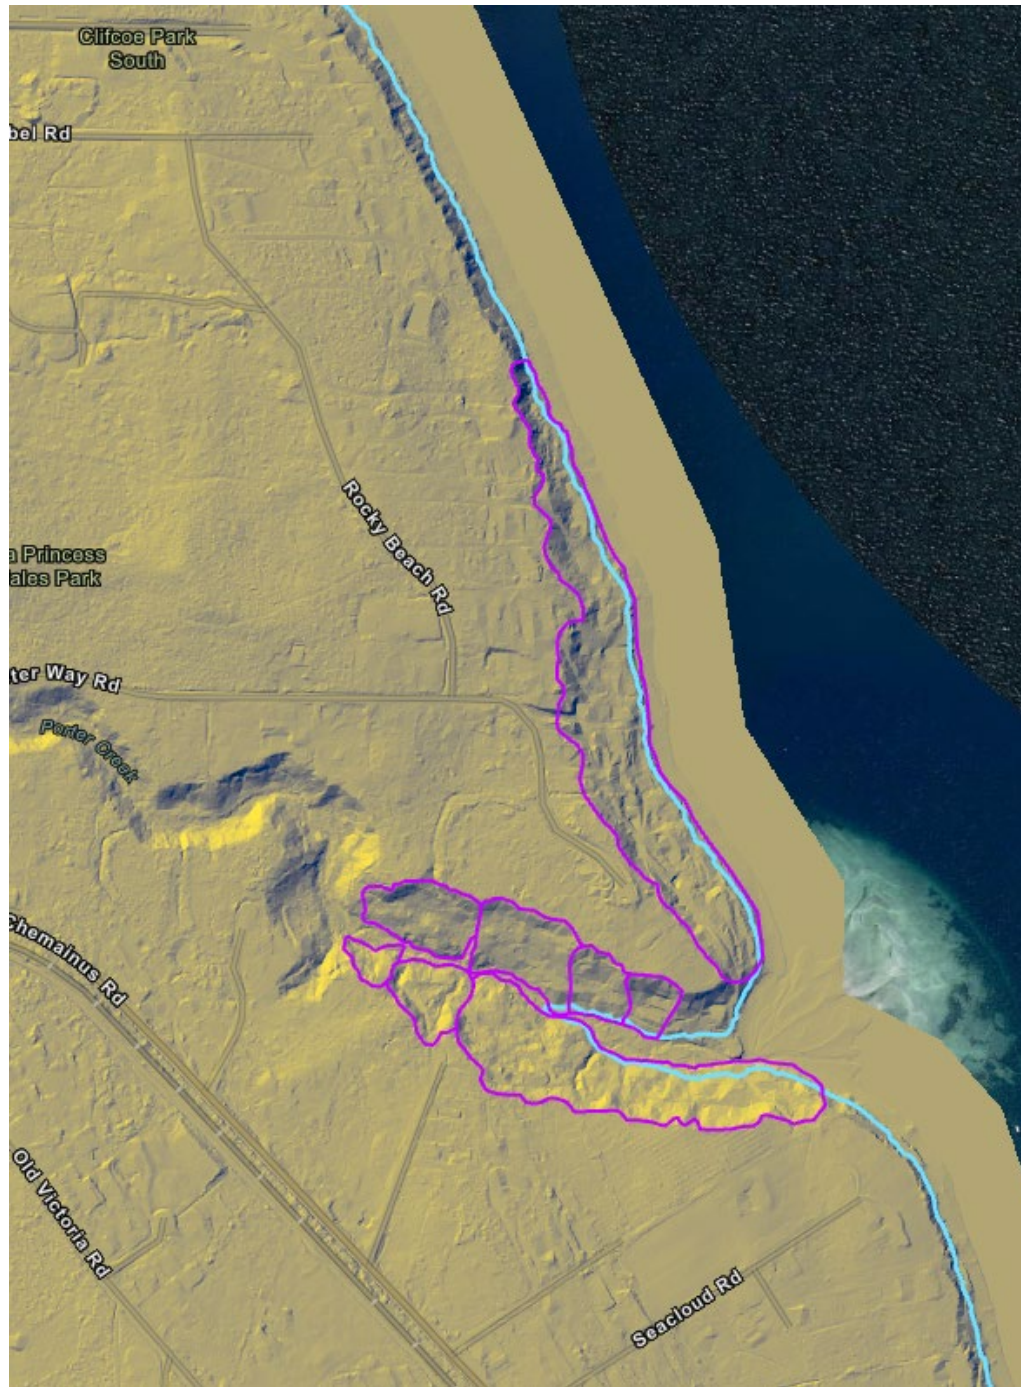 Clifcoe Park
South
bel Rd
Rocky Beach Rd
a Princess
ales Park
ter Way Rd
Porter Creek
Chemainus Rd
Old Victoria Rd
Seacloud Rd